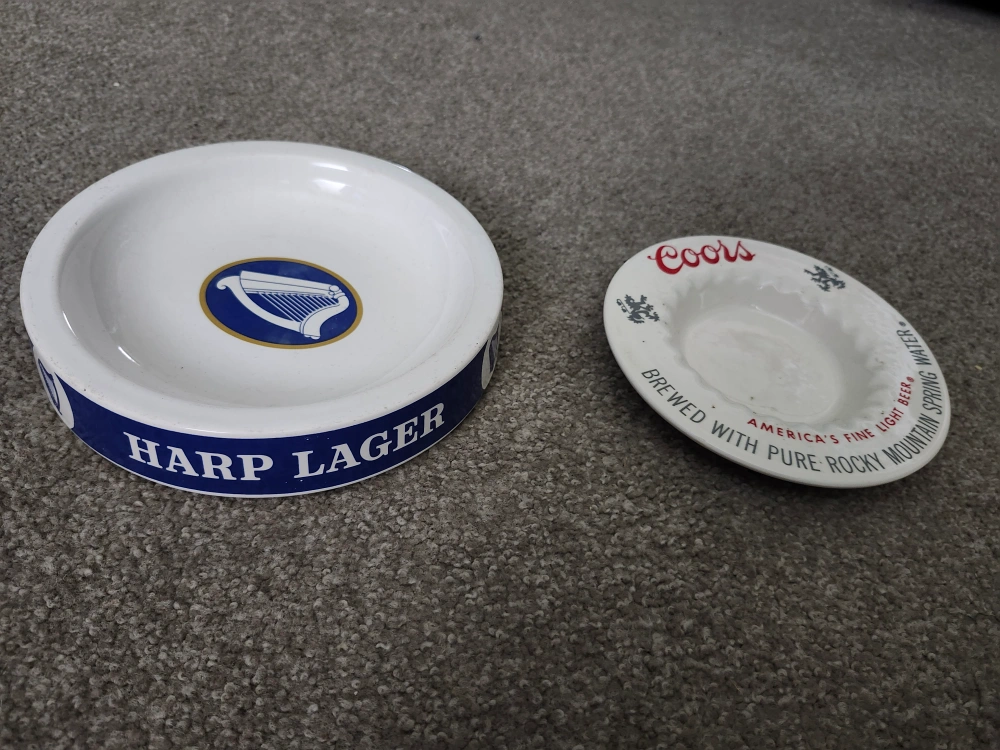 HARP LAGER
Coors
AMERICA'S FINE LIGHT BEER®
BREWED WITH PURE ROCKY MOUNTAIN SPRING WATER®